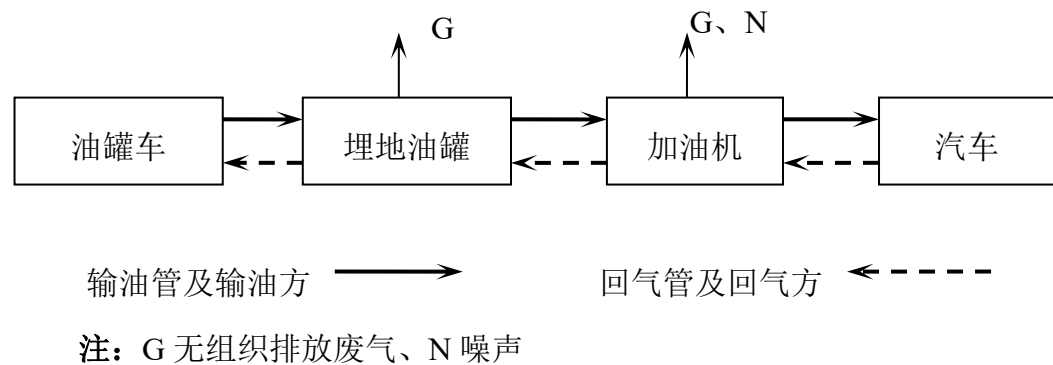 G
G、N
油罐车
埋地油罐
加油机
汽车
输油管及输油方
回气管及回气方
注：G 无组织排放废气、N 噪声